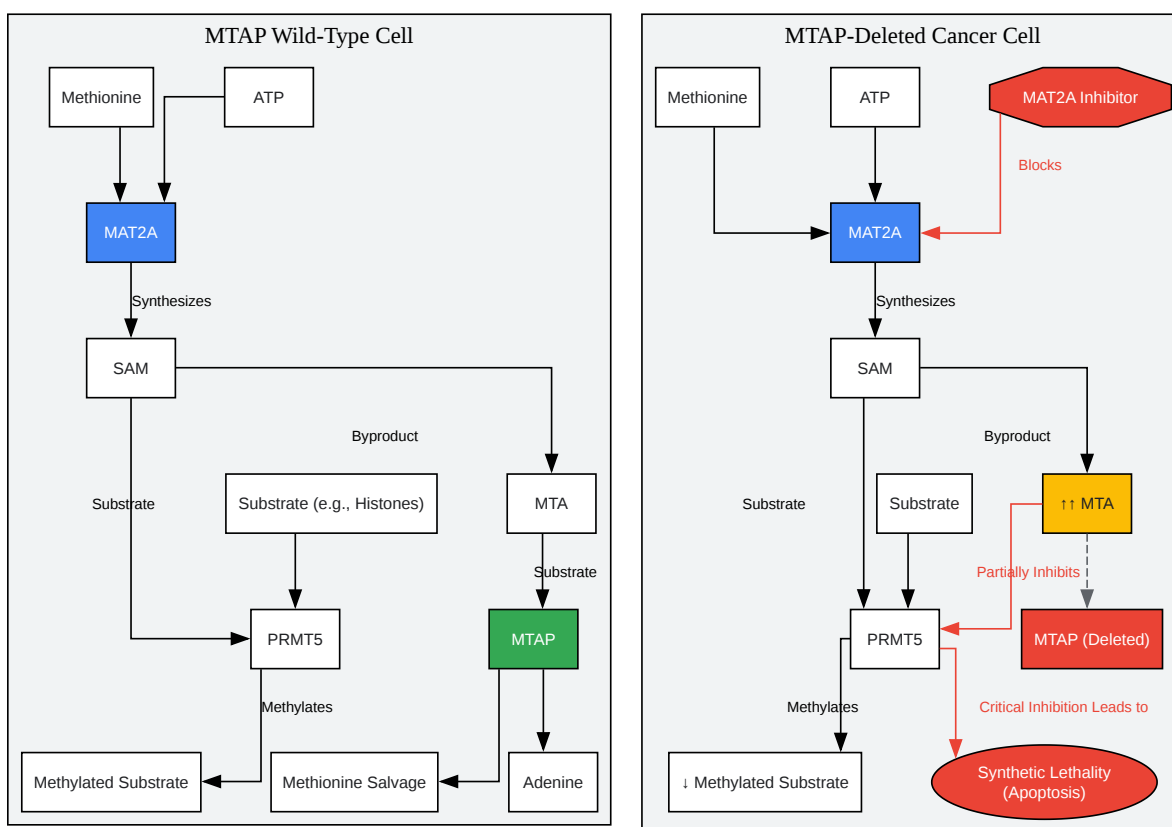 MTAP Wild-Type Cell
Methionine
ATP
MAT2A
Synthesizes
SAM
Byproduct
Substrate
Substrate (e.g., Histones)
MTA
Substrate
PRMT5
MTAP
Methylates
Methylated Substrate
Methionine Salvage
Adenine
MTAP-Deleted Cancer Cell
Methionine
ATP
MAT2A Inhibitor
Blocks
MAT2A
Synthesizes
SAM
Byproduct
Substrate
Substrate
↑↑ MTA
Partially Inhibits
PRMT5
MTAP (Deleted)
Methylates
Critical Inhibition Leads to
↓ Methylated Substrate
Synthetic Lethality
(Apoptosis)